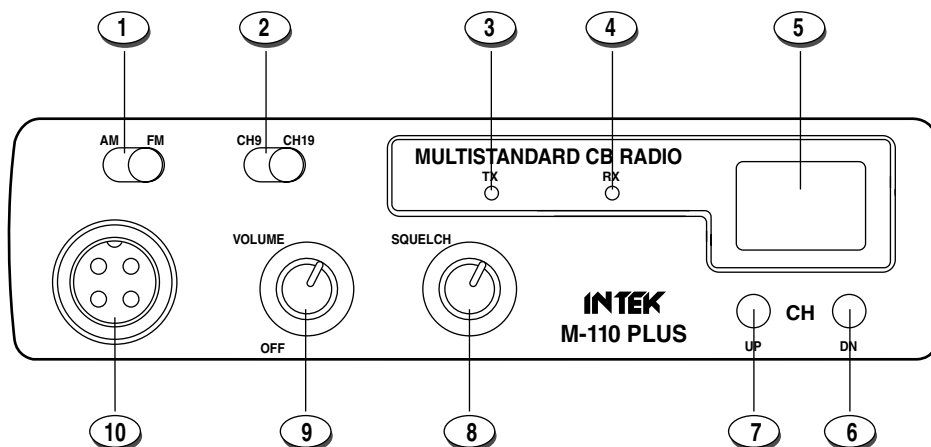 1 2 3 4 5
AM FM CH9 CH19
MULTISTANDARD CB RADIO
TX RX
VOLUME SQUELCH
INTEK
CH
M-110 PLUS
OFF UP DN
10 9 8 7 6